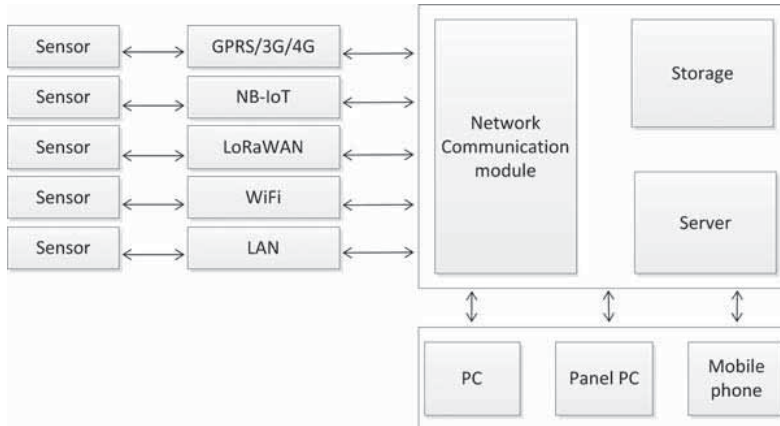 Sensor
GPRS/3G/4G
Sensor
NB-IoT
Sensor
LoRaWAN
Sensor
WiFi
Sensor
LAN
Network
Communication
module
Storage
Server
PC
Panel PC
Mobile
phone